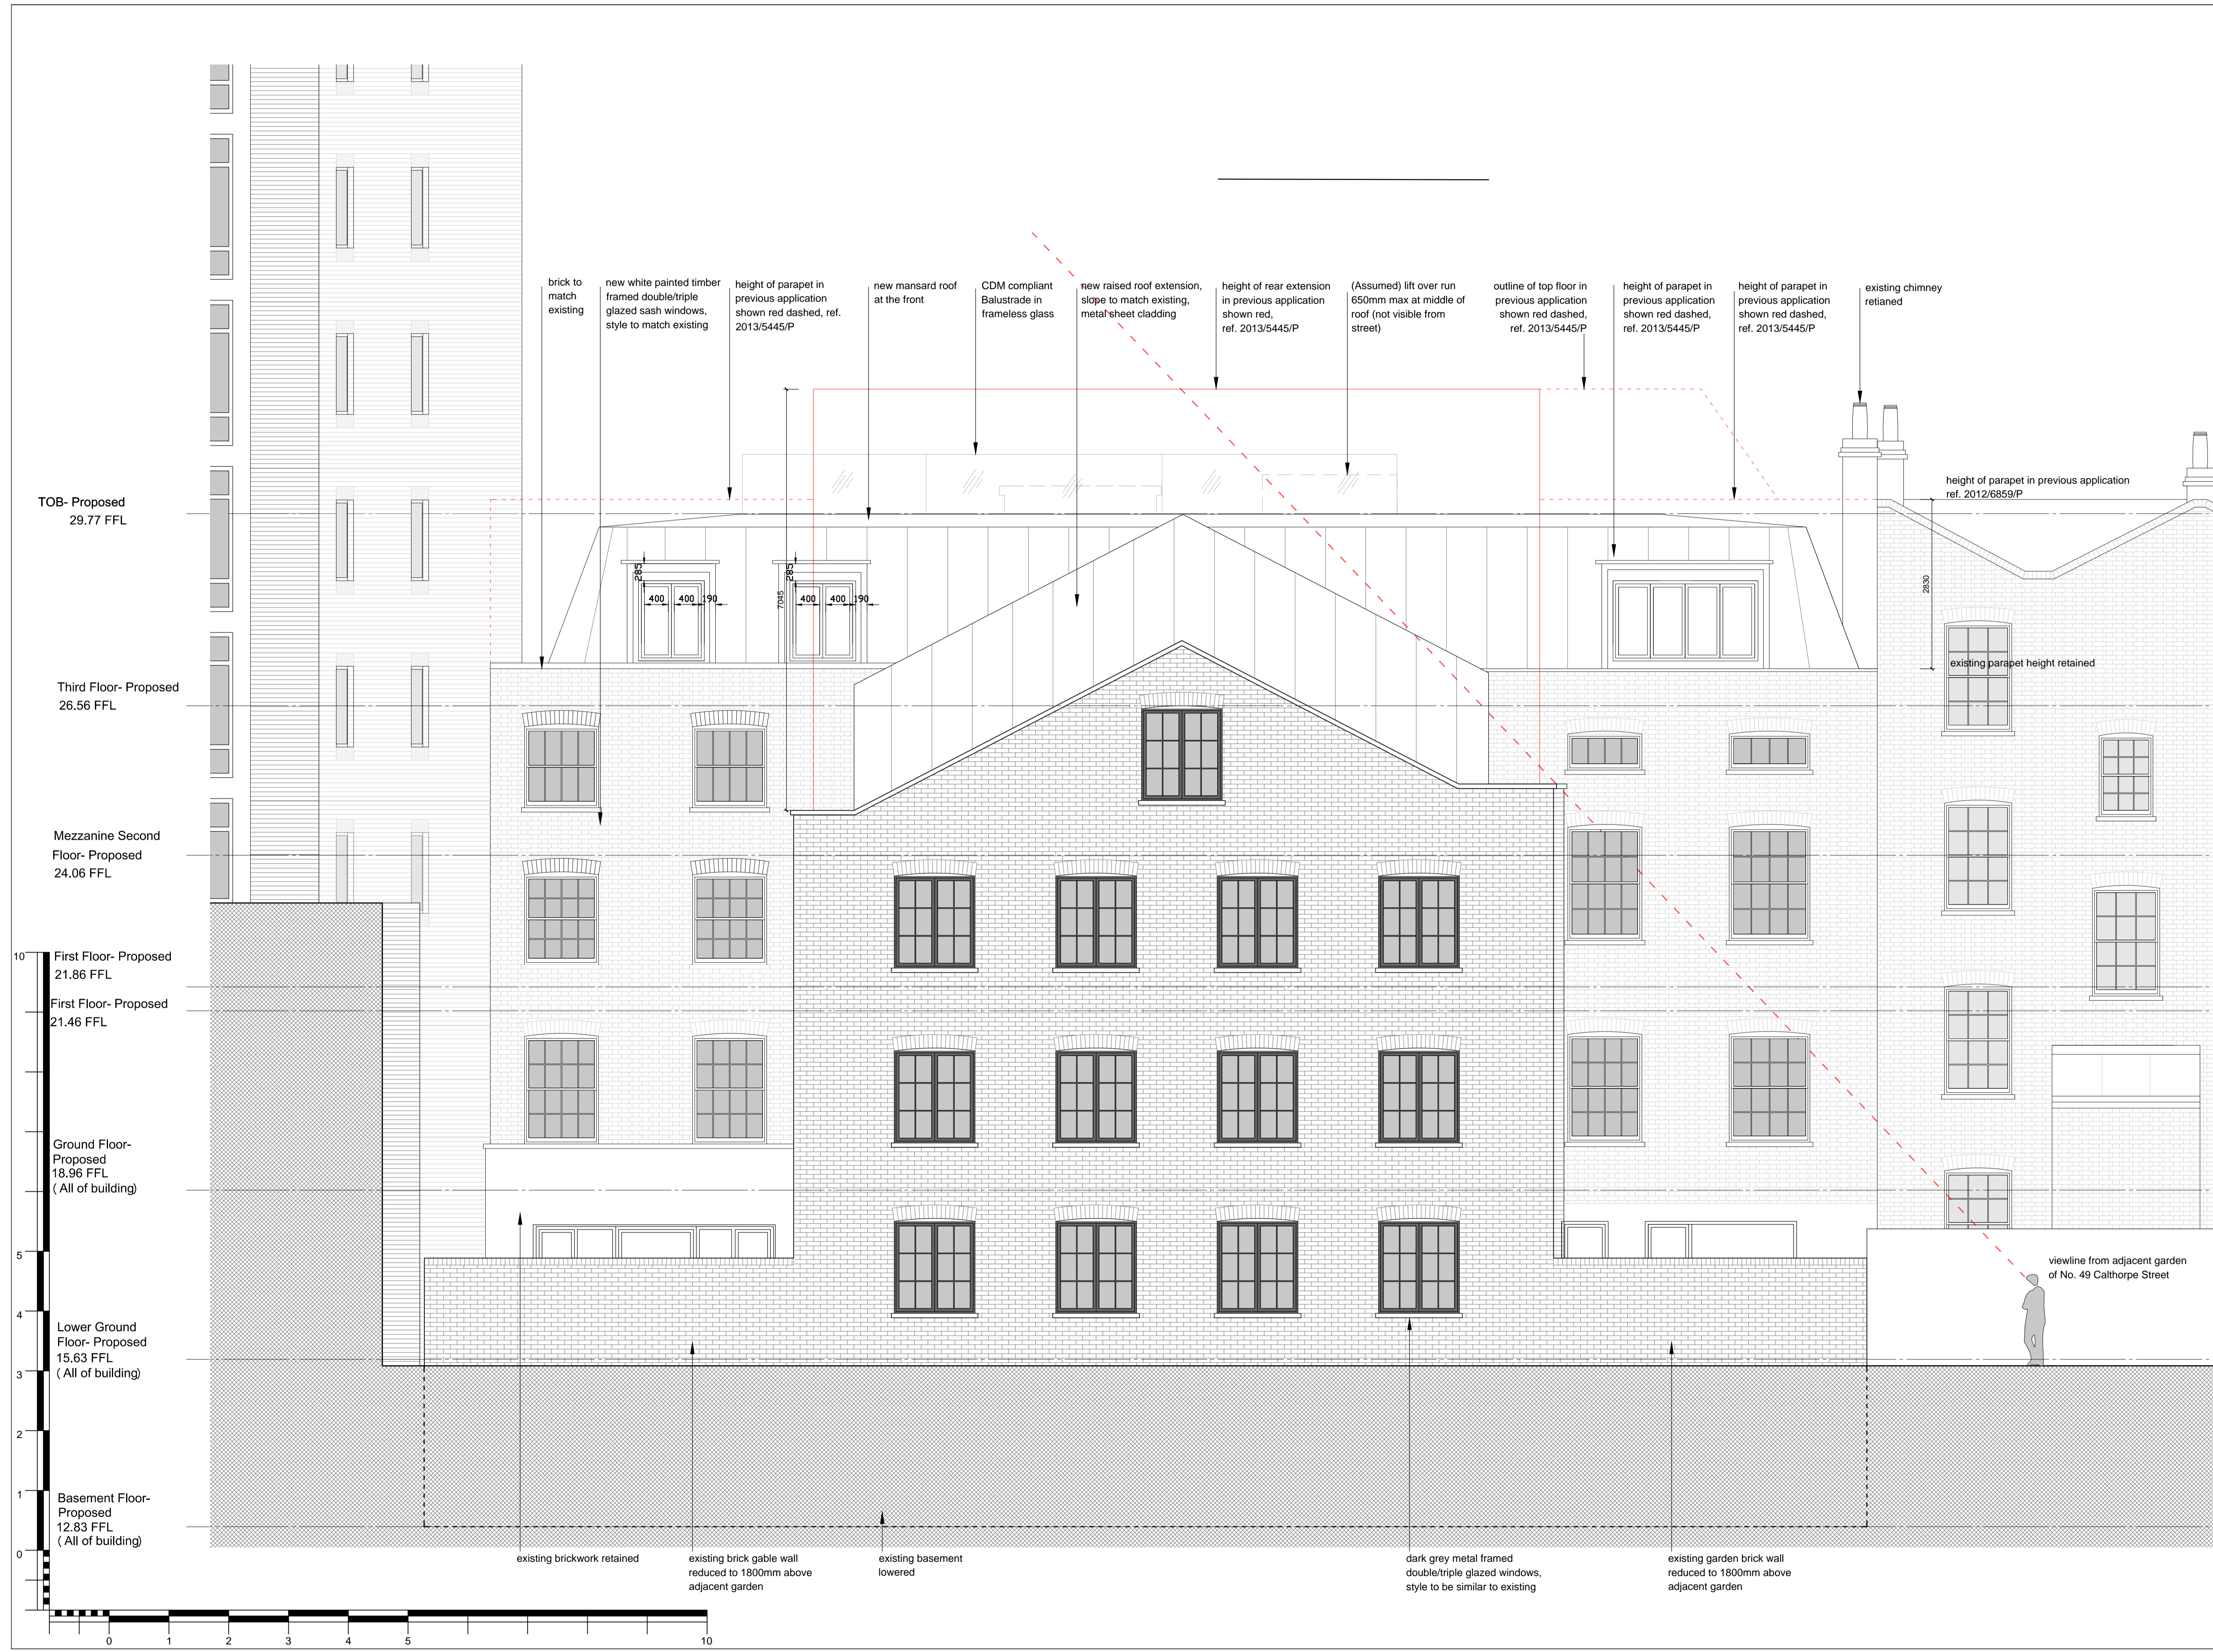 brick to
match
existing
new white painted timber
framed double/triple
glazed sash windows,
style to match existing
height of parapet in
previous application
shown red dashed, ref.
2013/5445/P
new mansard roof
at the front
CDM compliant
Balustrade in
frameless glass
new raised roof extension,
slope to match existing,
metal sheet cladding
height of rear extension
in previous application
shown red,
ref. 2013/5445/P
(Assumed) lift over run
650mm max at middle of
roof (not visible from
street)
outline of top floor in
previous application
shown red dashed,
ref. 2013/5445/P
height of parapet in
previous application
shown red dashed,
ref. 2013/5445/P
height of parapet in
previous application
shown red dashed,
ref. 2013/5445/P
existing chimney
retianed
height of parapet in previous application
ref. 2012/6859/P
TOB- Proposed
29.77 FFL
285
400 400 190
285
400 400 190
7045
2830
existing parapet height retained
Third Floor- Proposed
26.56 FFL
Mezzanine Second
Floor- Proposed
24.06 FFL
First Floor- Proposed
21.86 FFL
First Floor- Proposed
21.46 FFL
Ground Floor-
Proposed
18.96 FFL
( All of building)
Lower Ground
Floor- Proposed
15.63 FFL
( All of building)
Basement Floor-
Proposed
12.83 FFL
( All of building)
10
5
4
3
2
1
0
viewline from adjacent garden
of No. 49 Calthorpe Street
existing brickwork retained
existing brick gable wall
reduced to 1800mm above
adjacent garden
existing basement
lowered
dark grey metal framed
double/triple glazed windows,
style to be similar to existing
existing garden brick wall
reduced to 1800mm above
adjacent garden
0 1 2 3 4 5 10